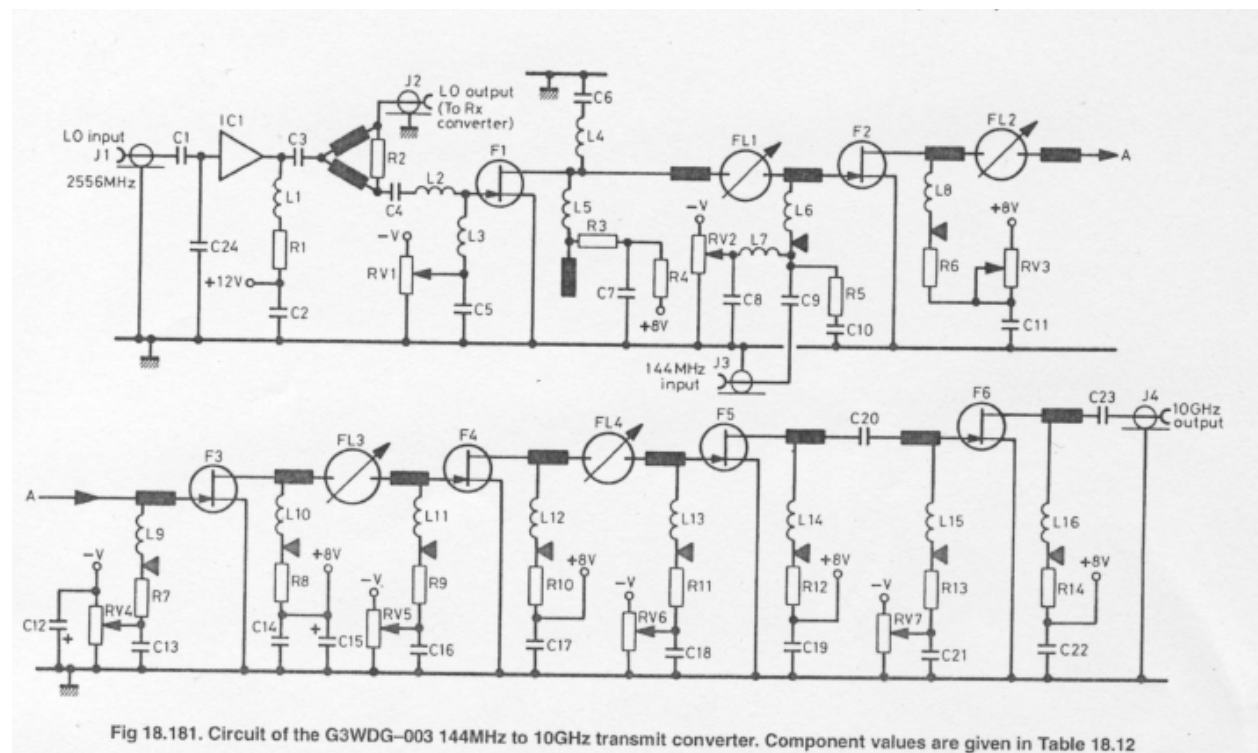 J2
LO output
(To Rx
converter)
C6
LO input
C1
IC1
C3
L4
J1
2556MHz
R2
F1
FL1
F2
FL2
A
L1
C4
L2
L5
L6
L8
+8V
C24
R1
-V
L3
R3
-V
RV2
L7
R6
RV3
+12V
RV1
R4
R5
C2
C5
C7
C8
C9
C11
+8V
C10
144MHz
input
J3
F3
FL3
F4
FL4
F5
C20
F6
C23
J4
10GHz
output
A
L9
L10
L11
L12
L13
L14
L15
L16
-V
R7
+8V
R8
-V
R9
+8V
R10
-V
R11
+8V
R12
-V
R13
+8V
R14
C12
+
RV4
C13
C14
+
C15
RV5
C16
C17
RV6
C18
C19
RV7
C21
C22
Fig 18.181. Circuit of the G3WDG–003 144MHz to 10GHz transmit converter. Component values are given in Table 18.12